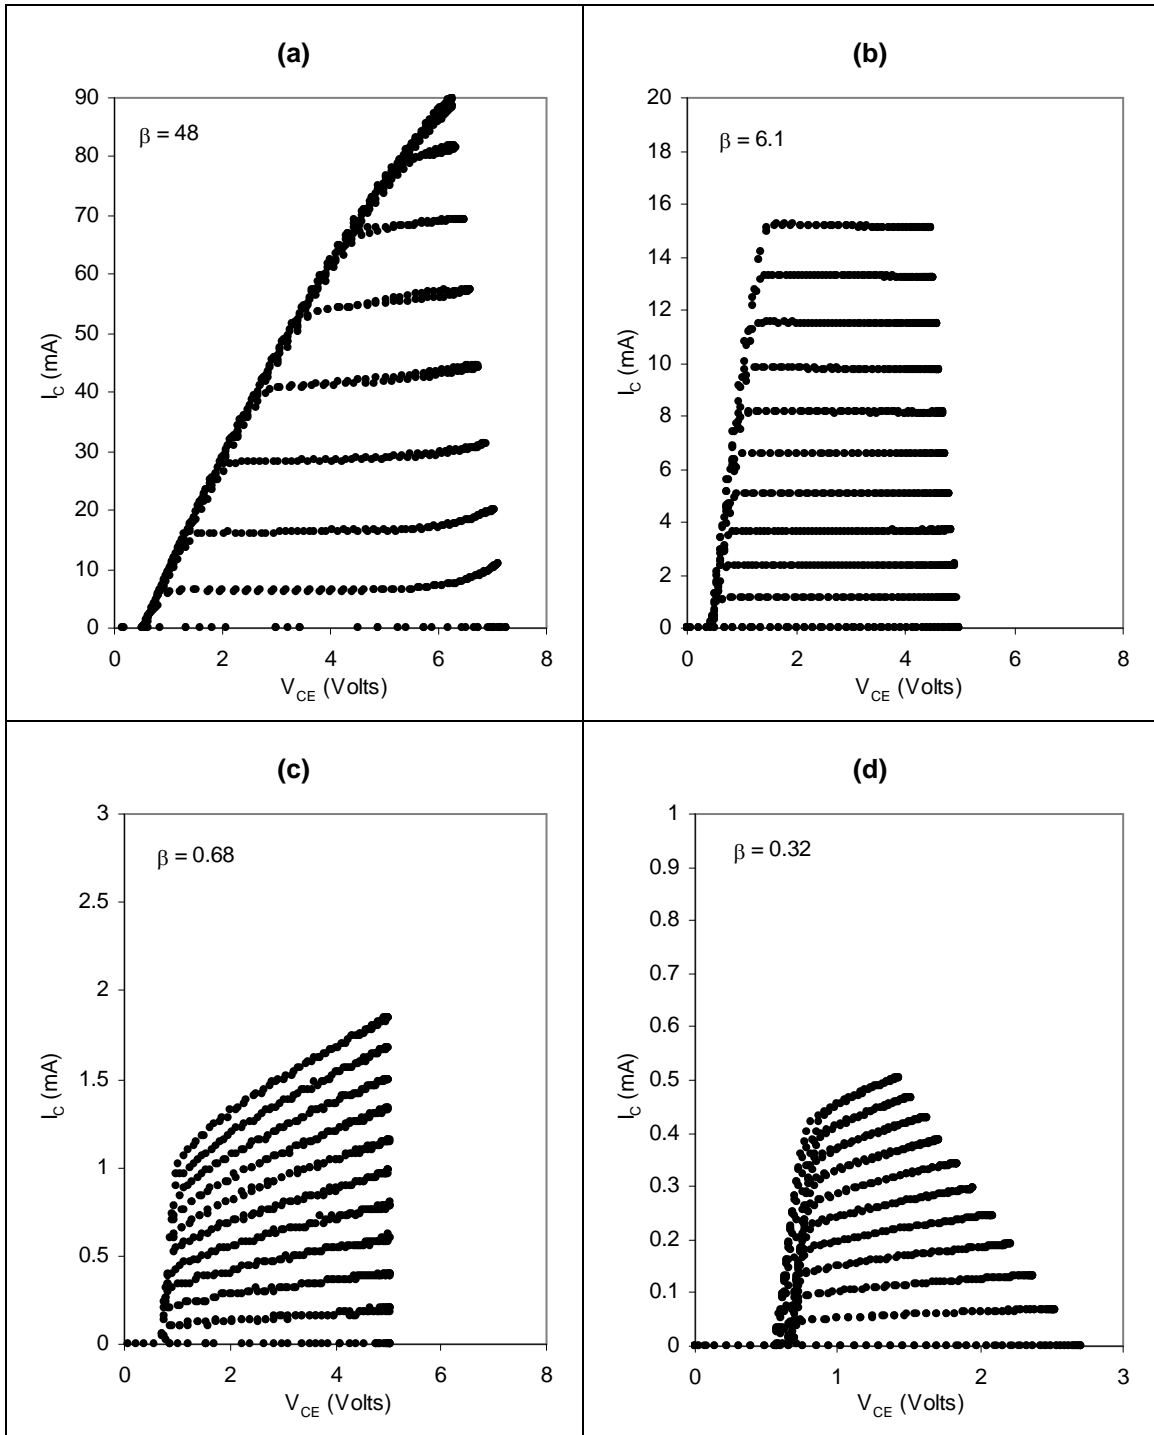 (a)
β = 48
90
80
70
60
50
40
30
20
10
0
I_C (mA)
0 2 4 6 8
V_CE (Volts)
(b)
β = 6.1
20
18
16
14
12
10
8
6
4
2
0
I_C (mA)
0 2 4 6 8
V_CE (Volts)
(c)
β = 0.68
3
2.5
2
1.5
1
0.5
0
I_C (mA)
0 2 4 6 8
V_CE (Volts)
(d)
β = 0.32
1
0.9
0.8
0.7
0.6
0.5
0.4
0.3
0.2
0.1
0
I_C (mA)
0 1 2 3
V_CE (Volts)